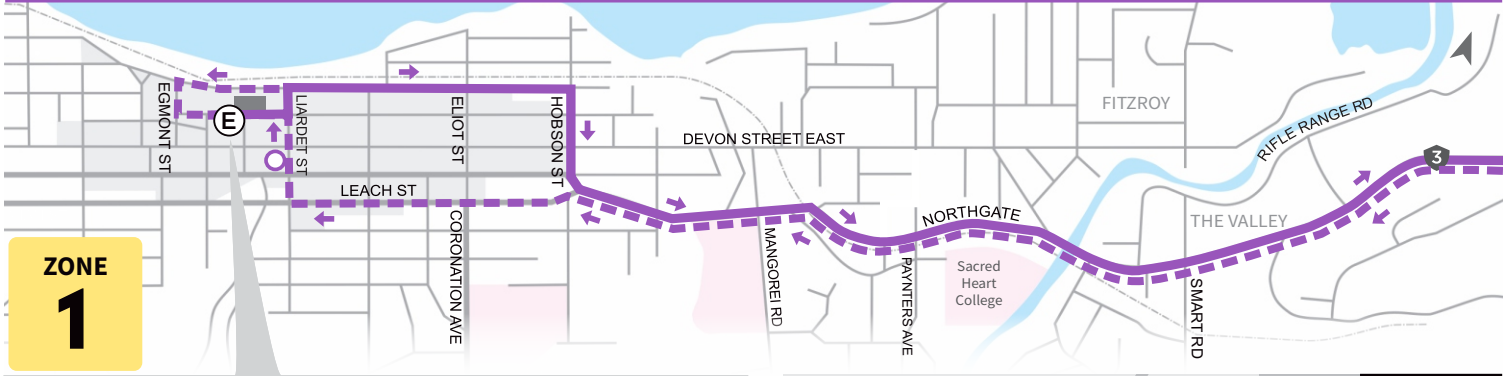 EGMONT ST
E
LIARDET ST
ELIOT ST
HOBSON ST
DEVON STREET EAST
FITZROY
RIFLE RANGE RD
3
LEACH ST
CORONATION AVE
MANGOREI RD
NORTHGATE
PAYNTERS AVE
Sacred
Heart
College
THE VALLEY
SMART RD
ZONE
1